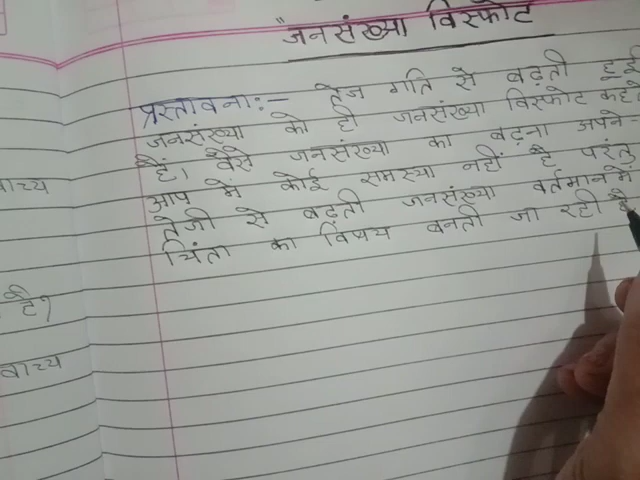 "जनसंख्या विस्फोट
प्रस्तावना:- तेज गति से बढ़ती हुई
जनसंख्या को ही जनसंख्या विस्फोट कहते
हैं। वैसे जनसंख्या का बढ़ना अपने-
आप मे कोई समस्या नहीं है परंतु
तेजी से बढ़ती जनसंख्या वर्तमान में
चिंता का विषय बनती जा रही है
वाच्य
है?
वाच्य